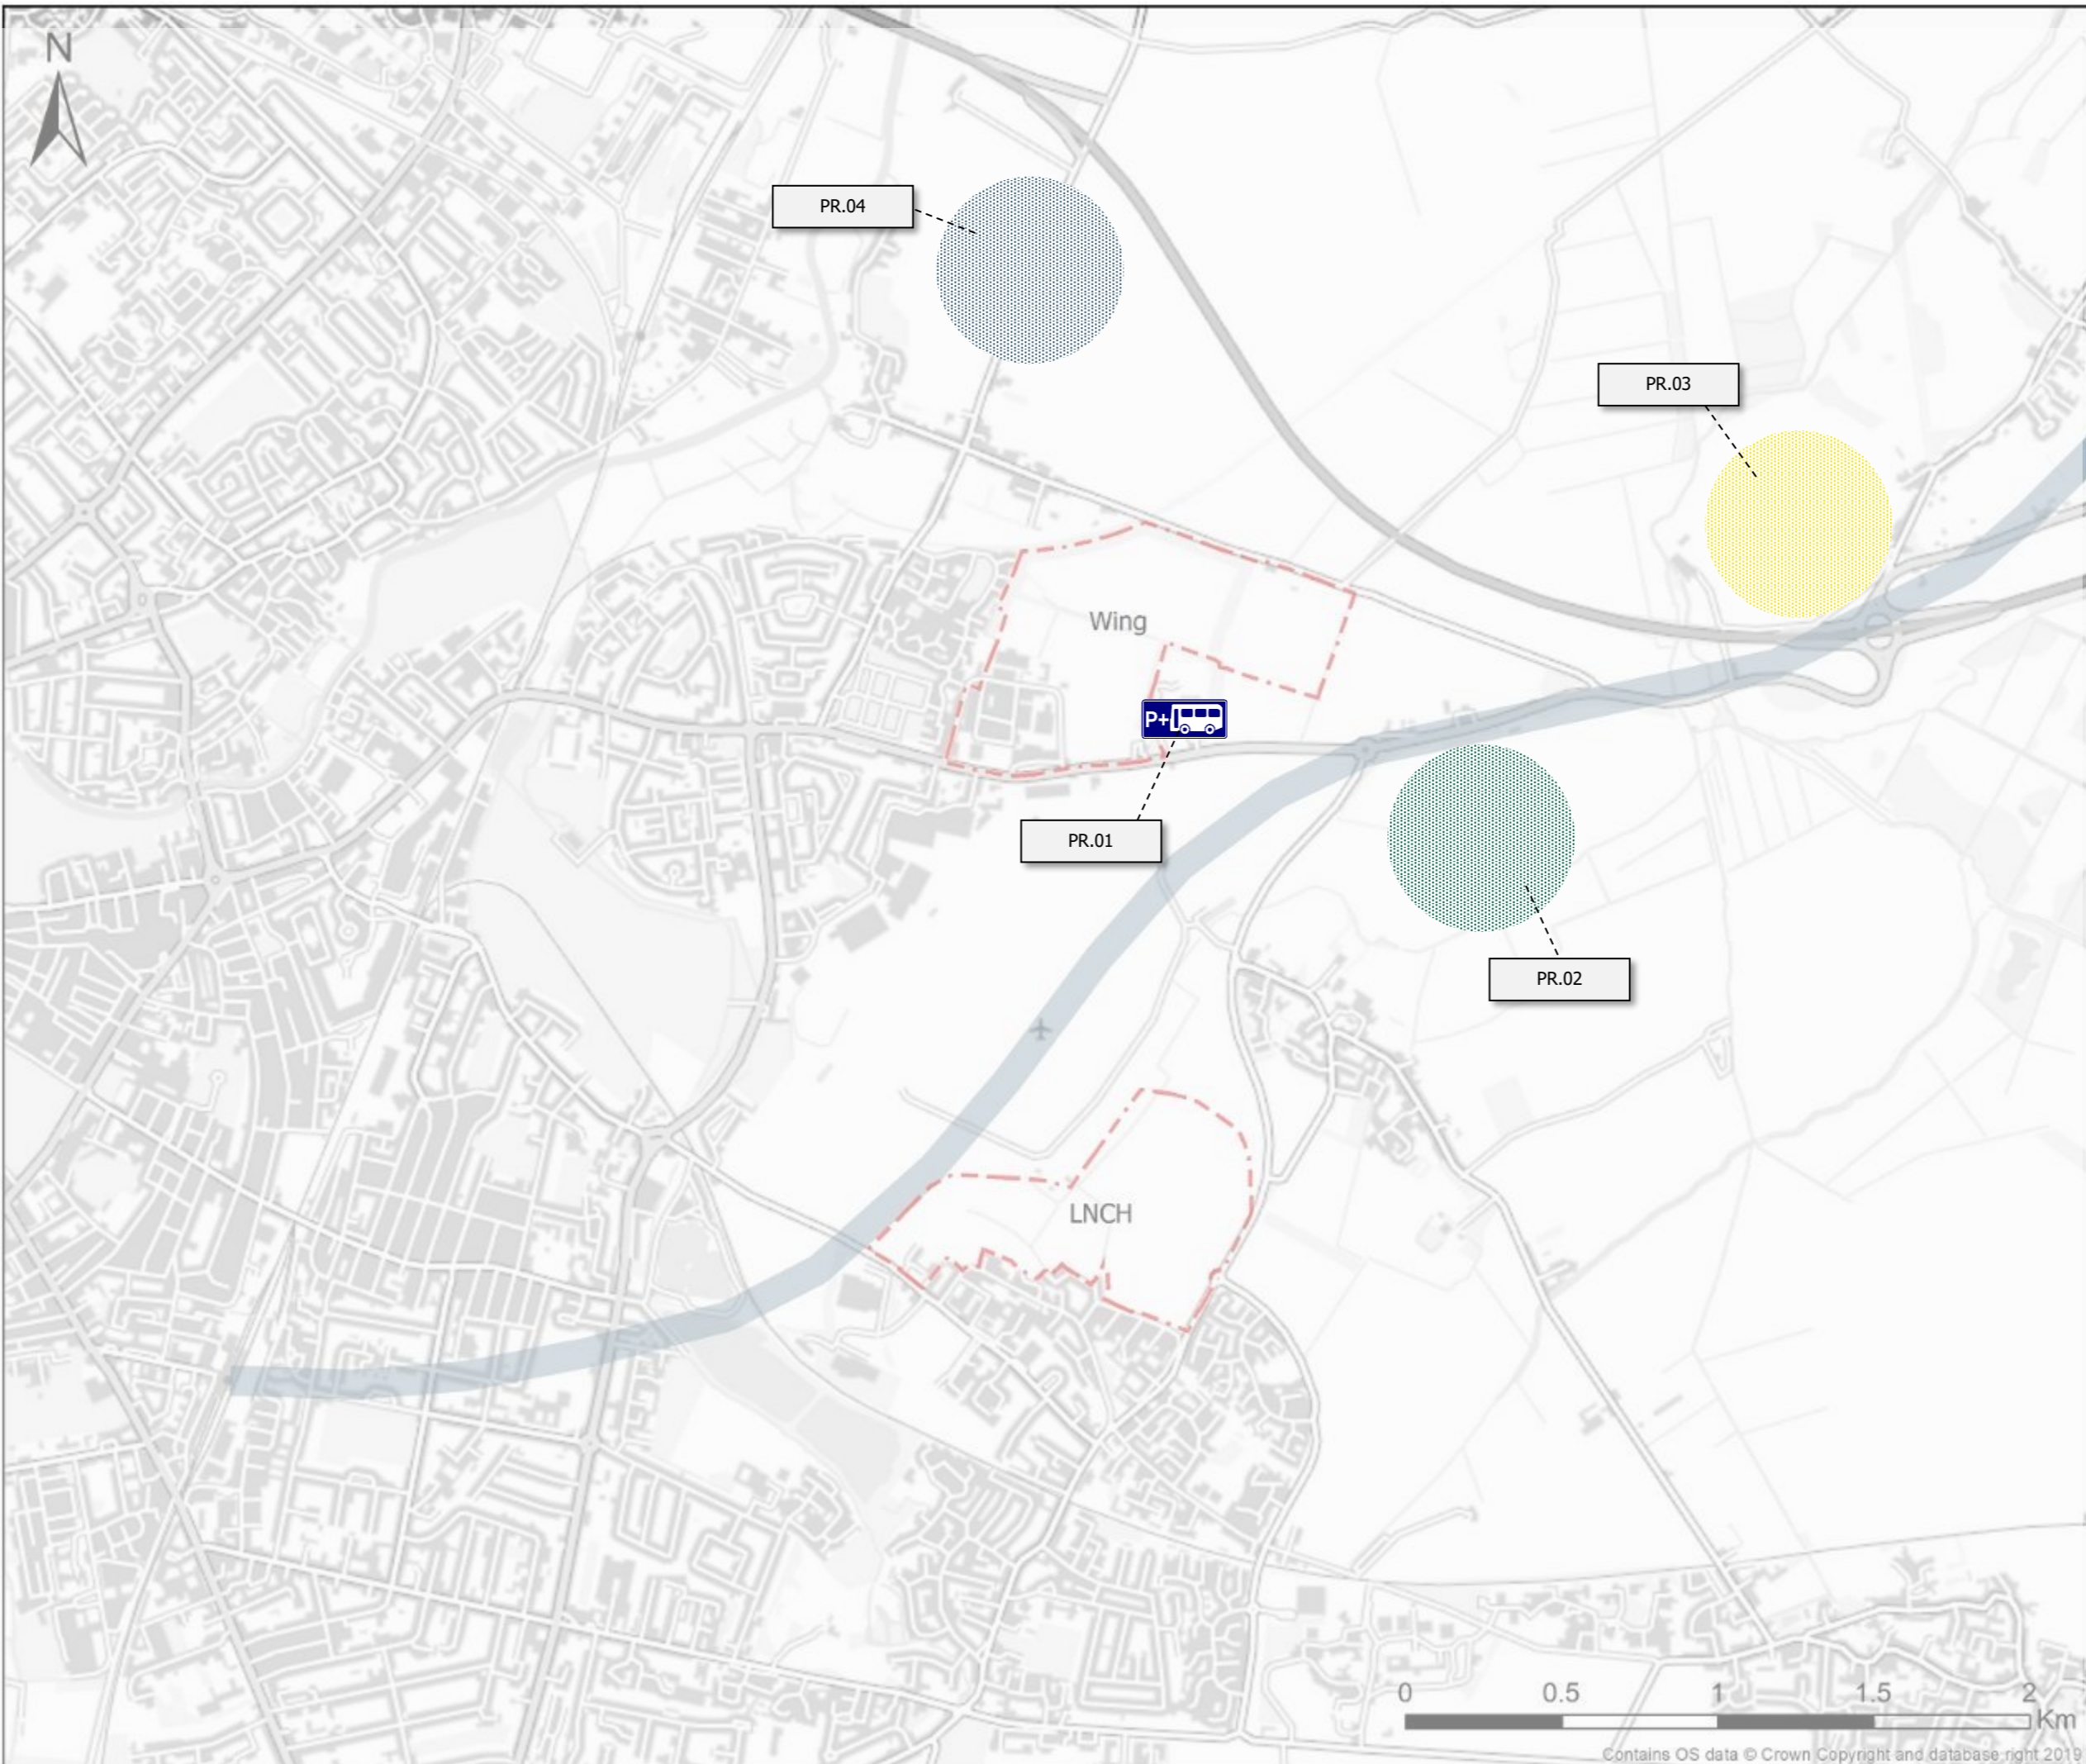 N
PR.04
PR.03
Wing
P+
PR.01
PR.02
LNCH
0 0.5 1 1.5 2
Km
Contains OS data © Crown Copyright and database right 2018